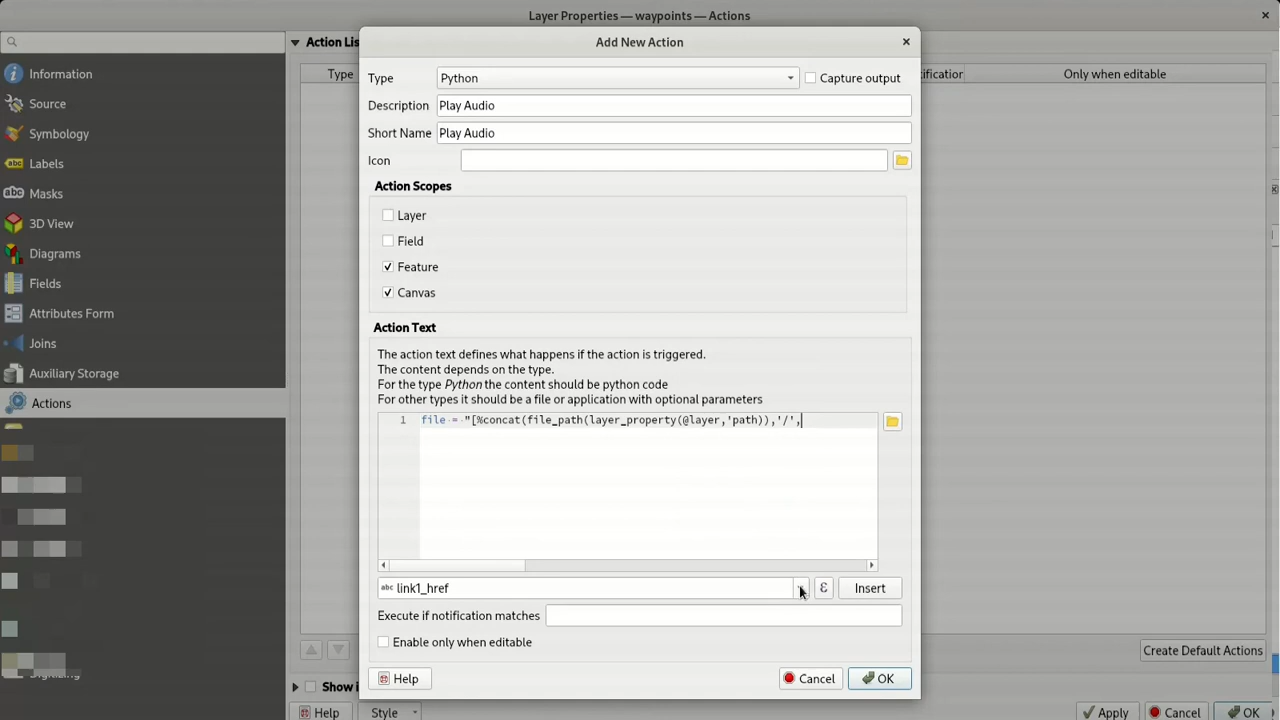 Layer Properties — waypoints — Actions
Add New Action
Action Lis
Type
Type Python Capture output
Description Play Audio
Short Name Play Audio
Icon
Action Scopes
Layer
Field
Feature
Canvas
Action Text
The action text defines what happens if the action is triggered.
The content depends on the type.
For the type Python the content should be python code
For other types it should be a file or application with optional parameters
1 file = "[%concat(file_path(layer_property(@layer,'path)),'/',
abc link1_href ε Insert
Execute if notification matches
Enable only when editable
Help Cancel OK
Information
Source
Symbology
abc Labels
abc Masks
3D View
Diagrams
Fields
Attributes Form
Joins
Auxiliary Storage
Actions
Only when editable
Create Default Actions
Show i
Help Style Apply Cancel OK